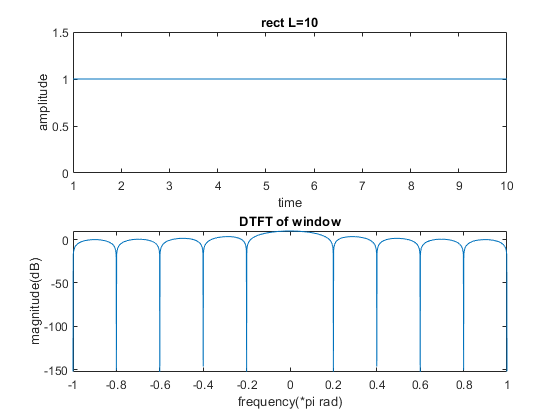 rect L=10
1.5
1
0.5
0
amplitude
1 2 3 4 5 6 7 8 9 10
time
DTFT of window
0
-50
-100
-150
magnitude(dB)
-1 -0.8 -0.6 -0.4 -0.2 0 0.2 0.4 0.6 0.8 1
frequency(*pi rad)